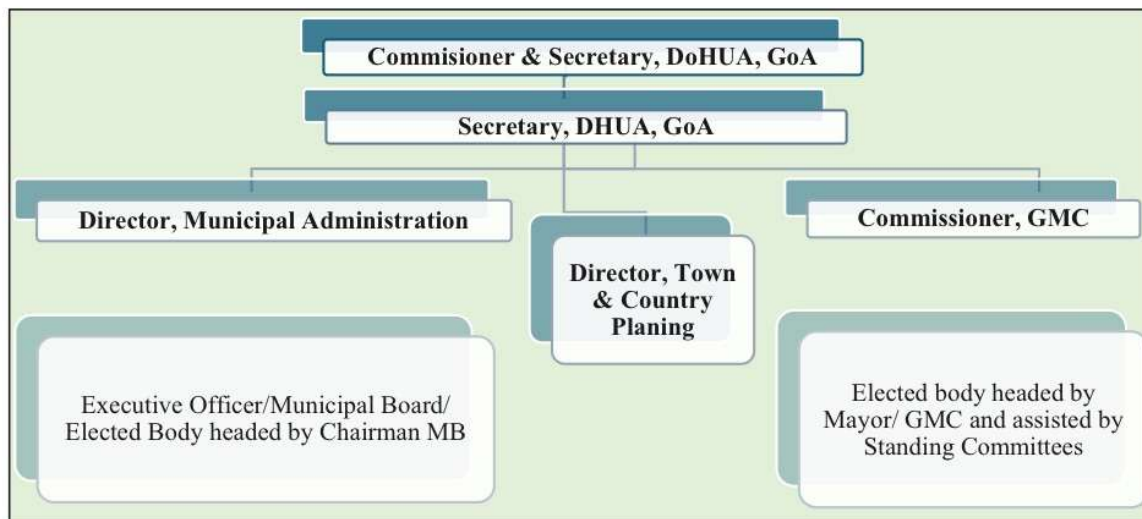 Commisioner & Secretary, DoHUA, GoA
Secretary, DHUA, GoA
Director, Municipal Administration
Commissioner, GMC
Director, Town
& Country
Planing
Executive Officer/Municipal Board/
Elected Body headed by Chairman MB
Elected body headed by
Mayor/ GMC and assisted by
Standing Committees